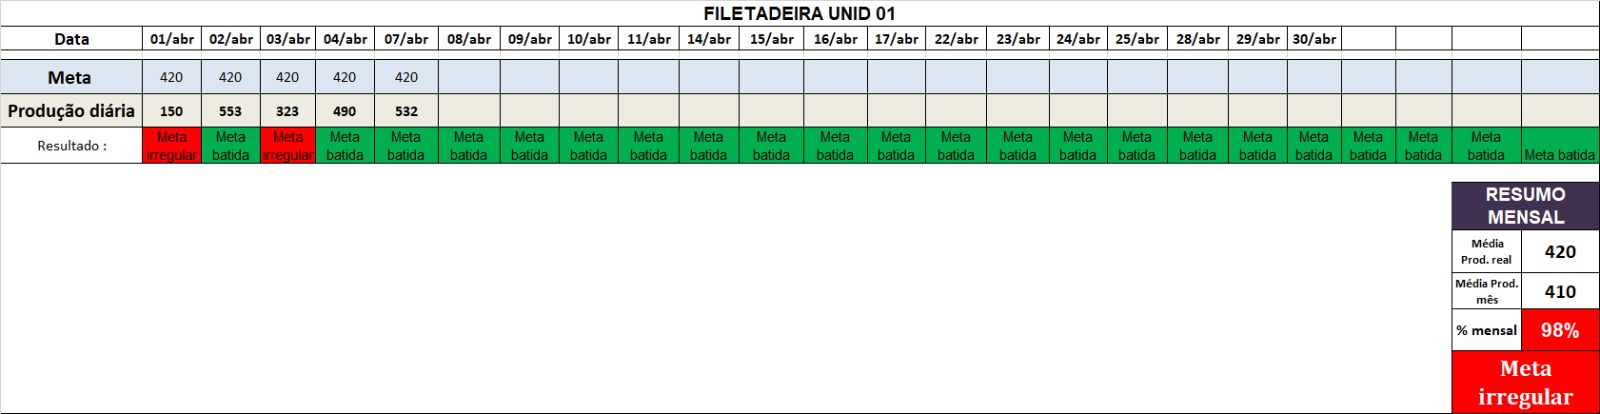 FILETADEIRA UNID 01
Data 01/abr 02/abr 03/abr 04/abr 07/abr 08/abr 09/abr 10/abr 11/abr 14/abr 15/abr 16/abr 17/abr 22/abr 23/abr 24/abr 25/abr 28/abr 29/abr 30/abr
Meta 420 420 420 420 420
Produção diária 150 553 323 490 532
Resultado : Meta irregular Meta batida Meta irregular Meta batida Meta batida Meta batida Meta batida Meta batida Meta batida Meta batida Meta batida Meta batida Meta batida Meta batida Meta batida Meta batida Meta batida Meta batida Meta batida Meta batida Meta batida Meta batida Meta batida Meta batida
RESUMO
MENSAL
Média
Prod. real 420
Média Prod.
mês 410
% mensal 98%
Meta
irregular